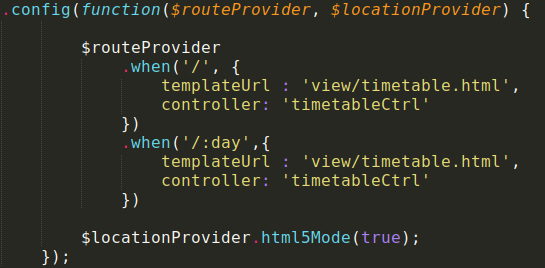 .config(function($routeProvider, $locationProvider) {
$routeProvider
.when('/', {
templateUrl : 'view/timetable.html',
controller: 'timetableCtrl'
})
.when('/:day',{
templateUrl : 'view/timetable.html',
controller: 'timetableCtrl'
})
$locationProvider.html5Mode(true);
});